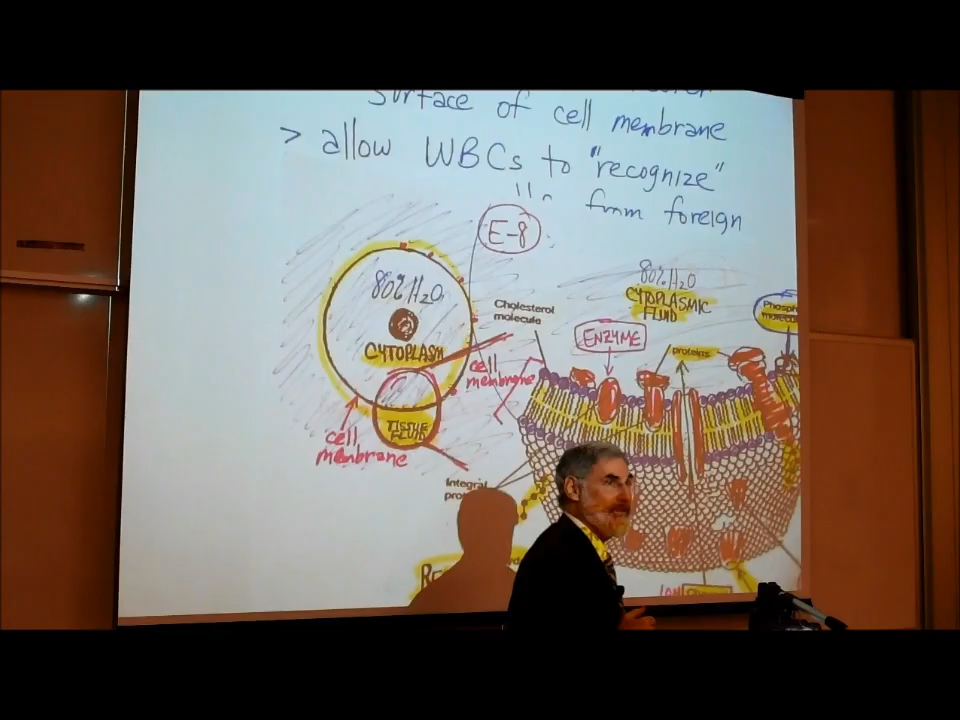 surface of cell membrane
> allow WBCs to "recognize"
from foreign
E-8
80% H2O
CYTOPLASM
TISSUE
FLUID
cell
membrane
cell
membrane
Cholesterol
molecule
80% H2O
CYTOPLASMIC
FLUID
ENZYME
proteins
Integral